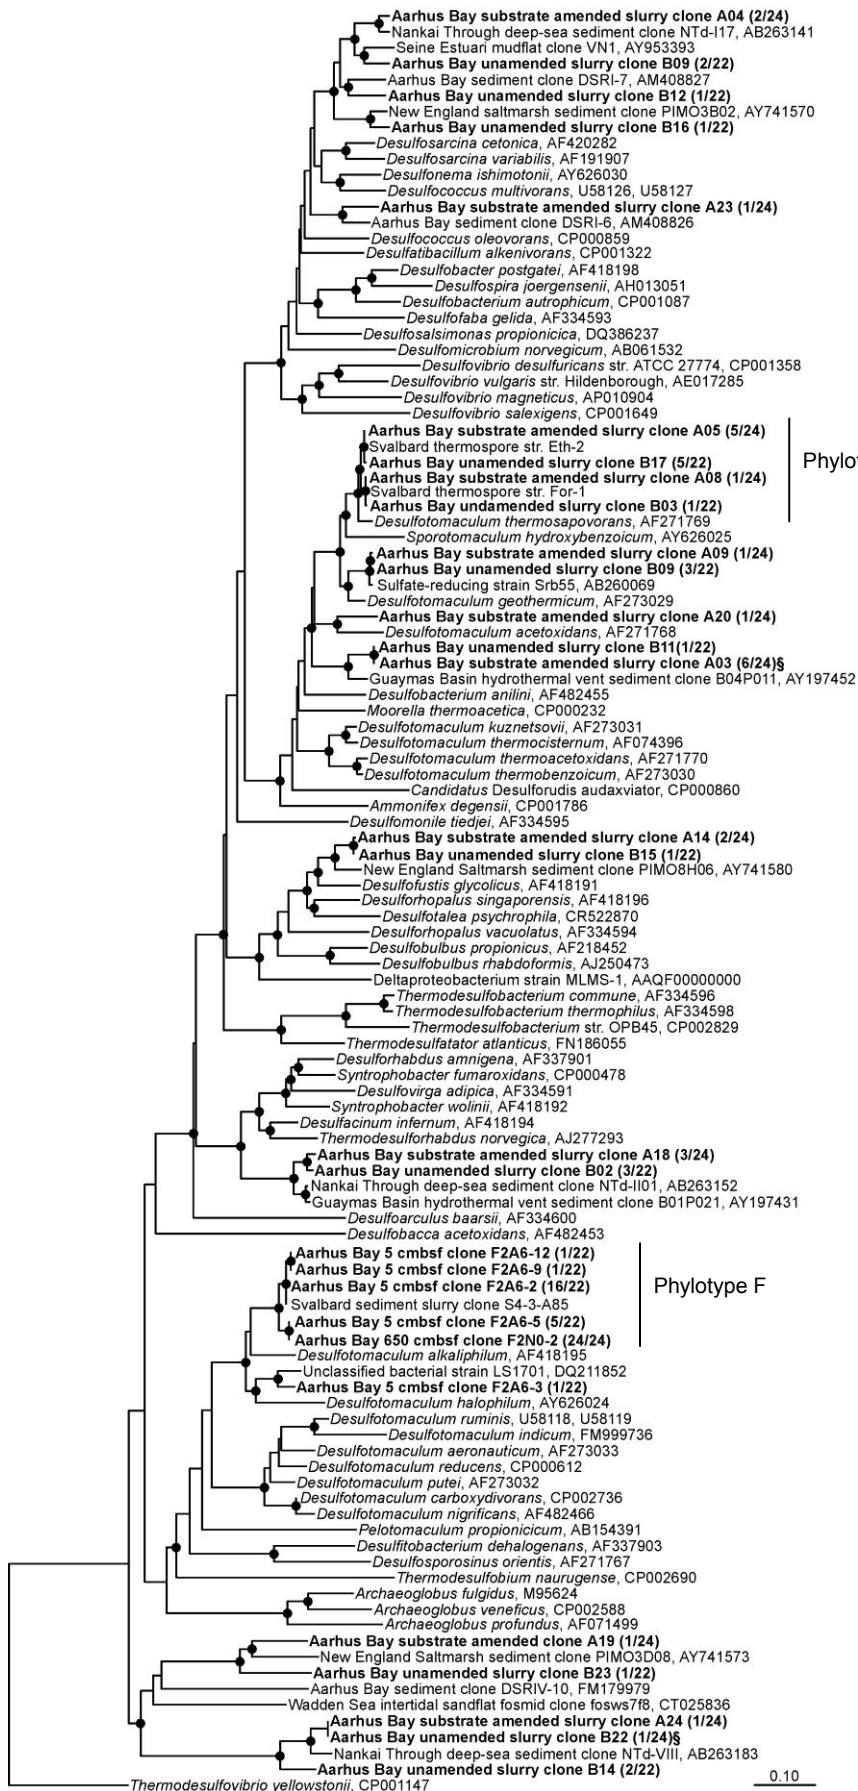 Aarhus Bay substrate amended slurry clone A04 (2/24)
Nankai Through deep-sea sediment clone NTd-I17, AB263141
Seine Estuari mudflat clone VN1, AY953393
Aarhus Bay unamended slurry clone B09 (2/22)
Aarhus Bay sediment clone DSRI-7, AM408827
Aarhus Bay unamended slurry clone B12 (1/22)
New England saltmarsh sediment clone PIMO3B02, AY741570
Aarhus Bay unamended slurry clone B16 (1/22)
Desulfosarcina cetonica, AF420282
Desulfosarcina variabilis, AF191907
Desulfonema ishimotonii, AY626030
Desulfococcus multivorans, U58126, U58127
Aarhus Bay substrate amended slurry clone A23 (1/24)
Aarhus Bay sediment clone DSRI-6, AM408826
Desulfococcus oleovorans, CP000859
Desulfatibacillum alkenivorans, CP001322
Desulfobacter postgatei, AF418198
Desulfospira joergensenii, AH013051
Desulfobacterium autrophicum, CP001087
Desulfofaba gelida, AF334593
Desulfosalsimonas propionicica, DQ386237
Desulfomicrobium norvegicum, AB061532
Desulfovibrio desulfuricans str. ATCC 27774, CP001358
Desulfovibrio vulgaris str. Hildenborough, AE017285
Desulfovibrio magneticus, AP010904
Desulfovibrio salexigens, CP001649
Aarhus Bay substrate amended slurry clone A05 (5/24)
Svalbard thermospore str. Eth-2
Phylot
Aarhus Bay unamended slurry clone B17 (5/22)
Aarhus Bay substrate amended slurry clone A08 (1/24)
Svalbard thermospore str. For-1
Aarhus Bay undamended slurry clone B03 (1/22)
Desulfotomaculum thermosapovorans, AF271769
Sporotomaculum hydroxybenzoicum, AY626025
Aarhus Bay substrate amended slurry clone A09 (1/24)
Aarhus Bay unamended slurry clone B09 (3/22)
Sulfate-reducing strain Srb55, AB260069
Desulfotomaculum geothermicum, AF273029
Aarhus Bay substrate amended slurry clone A20 (1/24)
Desulfotomaculum acetoxidans, AF271768
Aarhus Bay unamended slurry clone B11(1/22)
Aarhus Bay substrate amended slurry clone A03 (6/24)§
Guaymas Basin hydrothermal vent sediment clone B04P011, AY197452
Desulfobacterium anilini, AF482455
Moorella thermoacetica, CP000232
Desulfotomaculum kuznetsovii, AF273031
Desulfotomaculum thermocisternum, AF074396
Desulfotomaculum thermoacetoxidans, AF271770
Desulfotomaculum thermobenzoicum, AF273030
Candidatus Desulforudis audaxviator, CP000860
Ammonifex degensii, CP001786
Desulfomonile tiedjei, AF334595
Aarhus Bay substrate amended slurry clone A14 (2/24)
Aarhus Bay unamended slurry clone B15 (1/22)
New England Saltmarsh sediment clone PIMO8H06, AY741580
Desulfofustis glycolicus, AF418191
Desulforhopalus singaporensis, AF418196
Desulfotalea psychrophila, CR522870
Desulforhopalus vacuolatus, AF334594
Desulfobulbus propionicus, AF218452
Desulfobulbus rhabdoformis, AJ250473
Deltaproteobacterium strain MLMS-1, AAQF00000000
Thermodesulfobacterium commune, AF334596
Thermodesulfobacterium thermophilus, AF334598
Thermodesulfobacterium str. OPB45, CP002829
Thermodesulfatator atlanticus, FN186055
Desulforhabdus amnigena, AF337901
Syntrophobacter fumaroxidans, CP000478
Desulfovirga adipica, AF334591
Syntrophobacter wolinii, AF418192
Desulfacinum infernum, AF418194
Thermodesulforhabdus norvegica, AJ277293
Aarhus Bay substrate amended slurry clone A18 (3/24)
Aarhus Bay unamended slurry clone B02 (3/22)
Nankai Through deep-sea sediment clone NTd-II01, AB263152
Guaymas Basin hydrothermal vent sediment clone B01P021, AY197431
Desulfoarculus baarsii, AF334600
Desulfobacca acetoxidans, AF482453
Aarhus Bay 5 cmbsf clone F2A6-12 (1/22)
Aarhus Bay 5 cmbsf clone F2A6-9 (1/22)
Aarhus Bay 5 cmbsf clone F2A6-2 (16/22)
Phylotype F
Svalbard sediment slurry clone S4-3-A85
Aarhus Bay 5 cmbsf clone F2A6-5 (5/22)
Aarhus Bay 650 cmbsf clone F2N0-2 (24/24)
Desulfotomaculum alkaliphilum, AF418195
Unclassified bacterial strain LS1701, DQ211852
Aarhus Bay 5 cmbsf clone F2A6-3 (1/22)
Desulfotomaculum halophilum, AY626024
Desulfotomaculum ruminis, U58118, U58119
Desulfotomaculum indicum, FM999736
Desulfotomaculum aeronauticum, AF273033
Desulfotomaculum reducens, CP000612
Desulfotomaculum putei, AF273032
Desulfotomaculum carboxydivorans, CP002736
Desulfotomaculum nigrificans, AF482466
Pelotomaculum propionicicum, AB154391
Desulfitobacterium dehalogenans, AF337903
Desulfosporosinus orientis, AF271767
Thermodesulfobium naurugense, CP002690
Archaeoglobus fulgidus, M95624
Archaeoglobus veneficus, CP002588
Archaeoglobus profundus, AF071499
Aarhus Bay substrate amended clone A19 (1/24)
New England Saltmarsh sediment clone PIMO3D08, AY741573
Aarhus Bay unamended slurry clone B23 (1/22)
Aarhus Bay sediment clone DSRIV-10, FM179979
Wadden Sea intertidal sandflat fosmid clone fosws7f8, CT025836
Aarhus Bay substrate amended slurry clone A24 (1/24)
Aarhus Bay unamended slurry clone B22 (1/24)§
Nankai Through deep-sea sediment clone NTd-VIII, AB263183
Aarhus Bay unamended slurry clone B14 (2/22)
0.10
Thermodesulfovibrio yellowstonii, CP001147